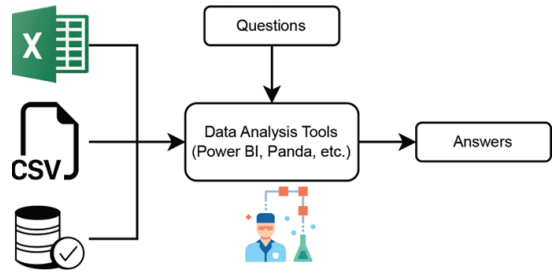 Questions
X
Data Analysis Tools
(Power BI, Panda, etc.)
Answers
CSV